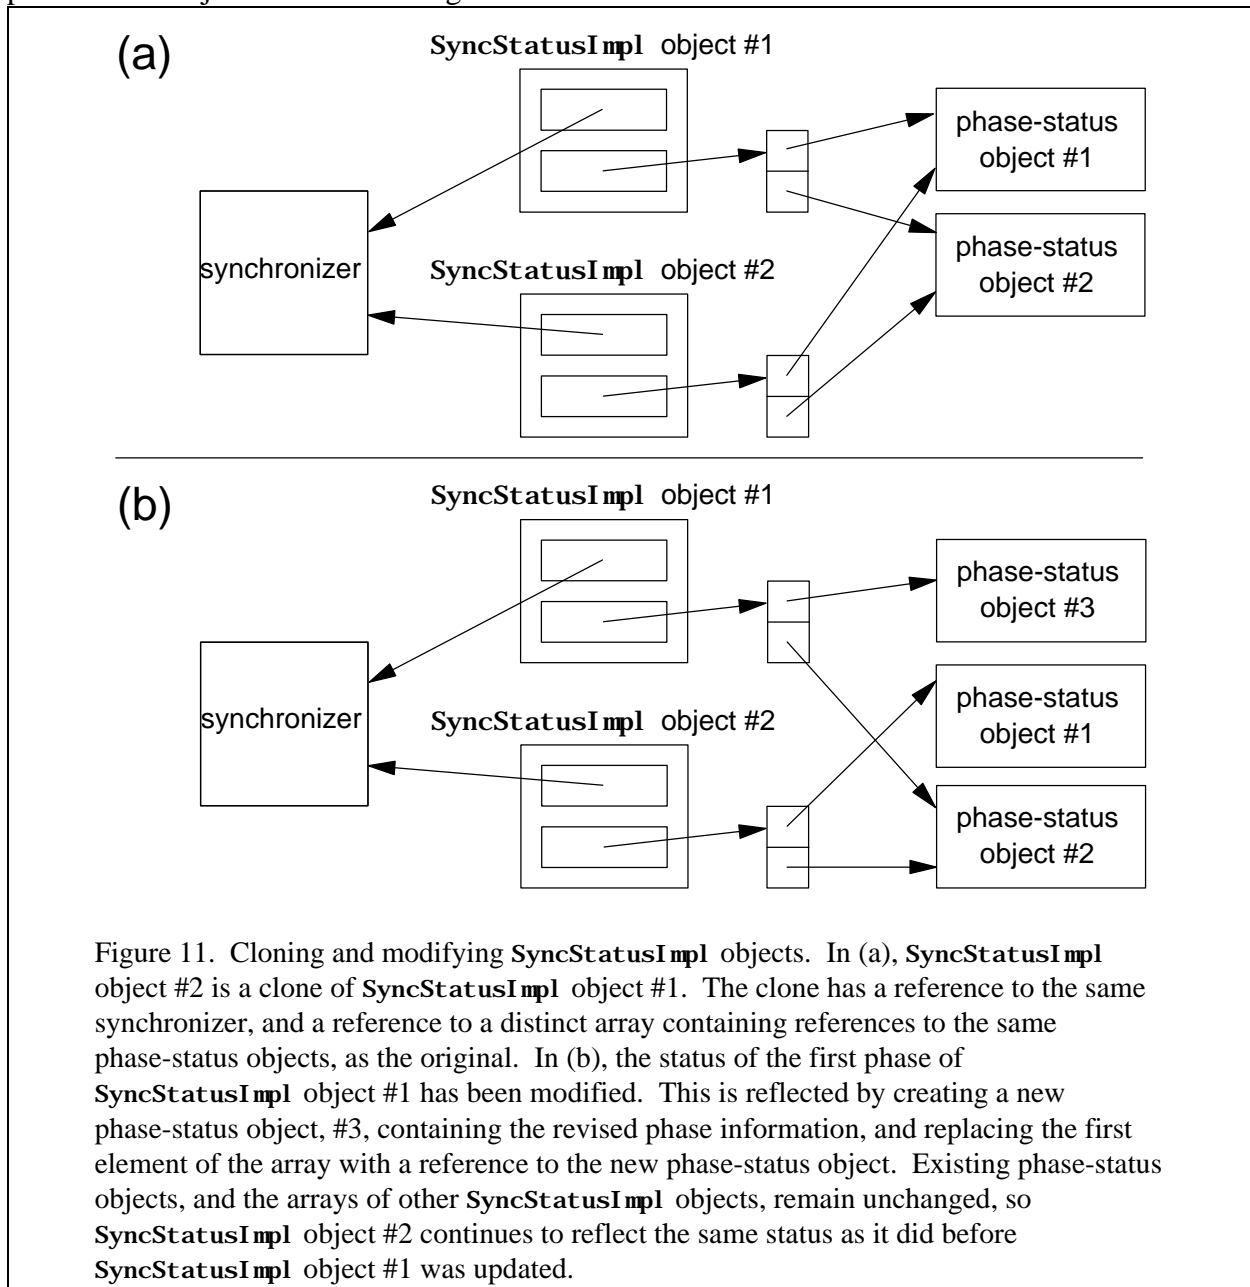 (a)
SyncStatusImpl object #1
phase-status
object #1
synchronizer
SyncStatusImpl object #2
phase-status
object #2
(b)
SyncStatusImpl object #1
phase-status
object #3
synchronizer
SyncStatusImpl object #2
phase-status
object #1
phase-status
object #2
Figure 11. Cloning and modifying SyncStatusImpl objects. In (a), SyncStatusImpl
object #2 is a clone of SyncStatusImpl object #1. The clone has a reference to the same
synchronizer, and a reference to a distinct array containing references to the same
phase-status objects, as the original. In (b), the status of the first phase of
SyncStatusImpl object #1 has been modified. This is reflected by creating a new
phase-status object, #3, containing the revised phase information, and replacing the first
element of the array with a reference to the new phase-status object. Existing phase-status
objects, and the arrays of other SyncStatusImpl objects, remain unchanged, so
SyncStatusImpl object #2 continues to reflect the same status as it did before
SyncStatusImpl object #1 was updated.